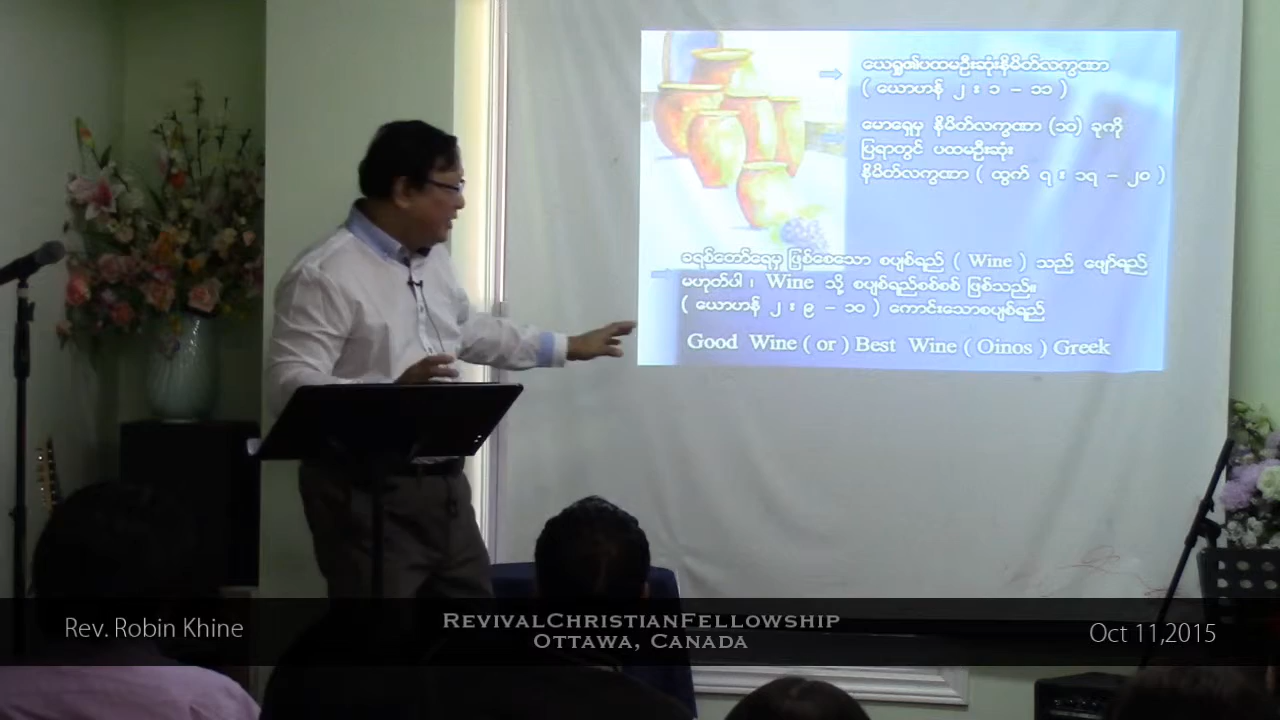 ယေရှု၏ပထမဦးဆုံးနိမိတ်လက္ခဏာ
( ယောဟန် ၂ : ၁ – ၁၁ )
မောရှေမှ နိမိတ်လက္ခဏာ (၁၀) ခုကို
ပြရာတွင် ပထမဦးဆုံး
နိမိတ်လက္ခဏာ ( ထွက် ၇ : ၁၇ – ၂၀ )
ခရစ်တော်ရေမှ ဖြစ်စေသော စပျစ်ရည် ( Wine ) သည် ဖျော်ရည်
မဟုတ်ပါ ၊ Wine သို့ စပျစ်ရည်စစ်စစ် ဖြစ်သည်။
( ယောဟန် ၂ : ၉ – ၁၀ ) ကောင်းသောစပျစ်ရည်
Good Wine ( or ) Best Wine ( Oinos ) Greek
Rev. Robin Khine
RevivalChristianFellowship
Ottawa, Canada
Oct 11,2015